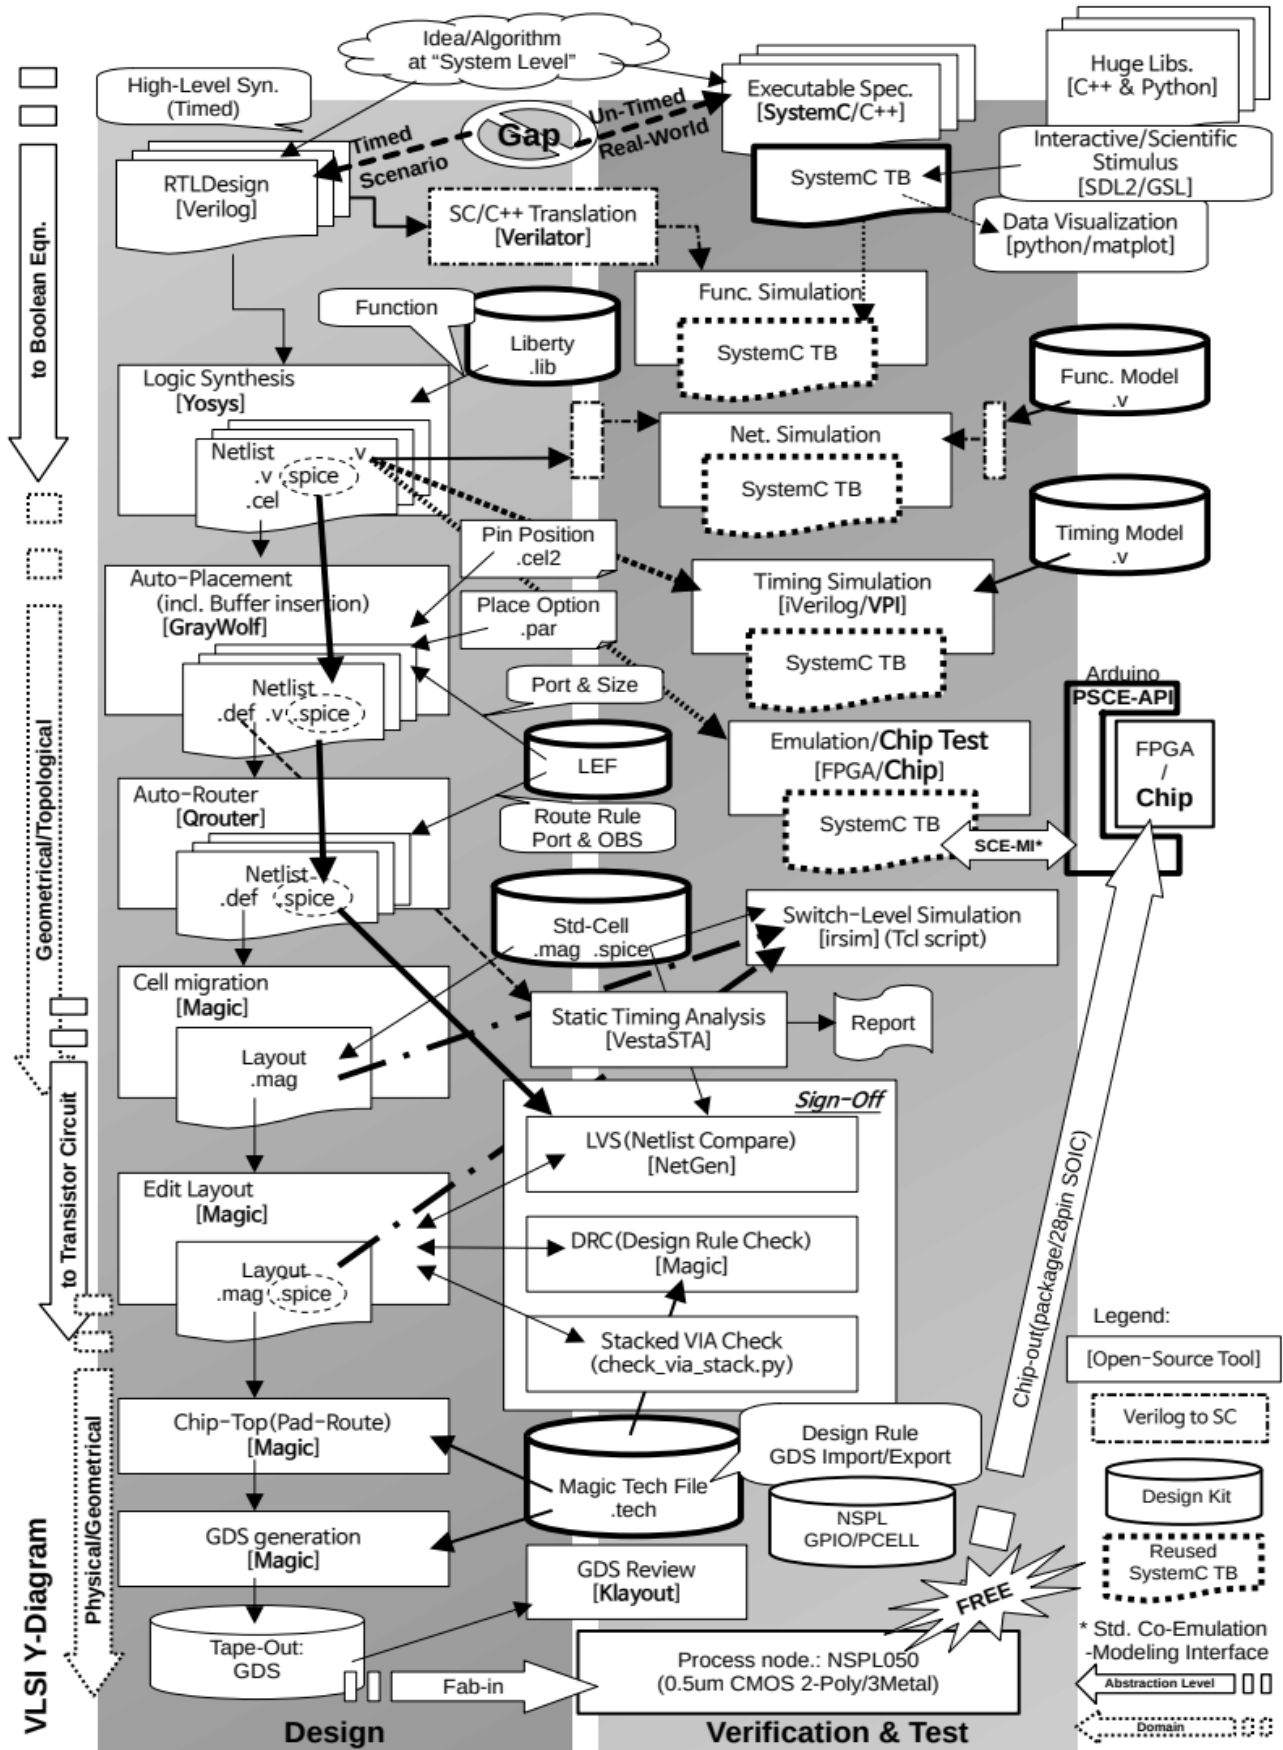 Idea/Algorithm
at “System Level”
High-Level Syn.
(Timed)
Executable Spec.
[SystemC/C++]
Huge Libs.
[C++ & Python]
Gap
Timed
Scenario
Un-Timed
Real-World
Interactive/Scientific
Stimulus
[SDL2/GSL]
SystemC TB
RTLDesign
[Verilog]
SC/C++ Translation
[Verilator]
Data Visualization
[python/matplot]
to Boolean Eqn.
Func. Simulation
SystemC TB
Function
Liberty
.lib
Func. Model
.v
Logic Synthesis
[Yosys]
Netlist
.v
.v
.spice
.cel
Net. Simulation
SystemC TB
Timing Model
.v
Pin Position
.cel2
Auto-Placement
(incl. Buffer insertion)
[GrayWolf]
Place Option
.par
Timing Simulation
[iVerilog/VPI]
SystemC TB
Netlist
.def .v .spice
Port & Size
Arduino
PSCE-API
FPGA
/
Chip
LEF
Emulation/Chip Test
[FPGA/Chip]
SystemC TB
SCE-MI*
Geometrical/Topological
Auto-Router
[Qrouter]
Route Rule
Port & OBS
Netlist
.def .spice
Std-Cell
.mag .spice
Switch-Level Simulation
[irsim] (Tcl script)
Cell migration
[Magic]
Layout
.mag
Static Timing Analysis
[VestaSTA]
Report
Sign-Off
LVS(Netlist Compare)
[NetGen]
to Transistor Circuit
Edit Layout
[Magic]
Layout
.mag .spice
DRC(Design Rule Check)
[Magic]
Stacked VIA Check
(check_via_stack.py)
Chip-out(package/28pin SOIC)
Legend:
[Open-Source Tool]
Verilog to SC
Design Kit
Reused
SystemC TB
* Std. Co-Emulation
-Modeling Interface
Abstraction Level
Domain
Chip-Top(Pad-Route)
[Magic]
Magic Tech File
.tech
Design Rule
GDS Import/Export
NSPL
GPIO/PCELL
GDS generation
[Magic]
GDS Review
[Klayout]
FREE
Physical/Geometrical
VLSI Y-Diagram
Tape-Out:
GDS
Fab-in
Process node.: NSPL050
(0.5um CMOS 2-Poly/3Metal)
Design
Verification & Test